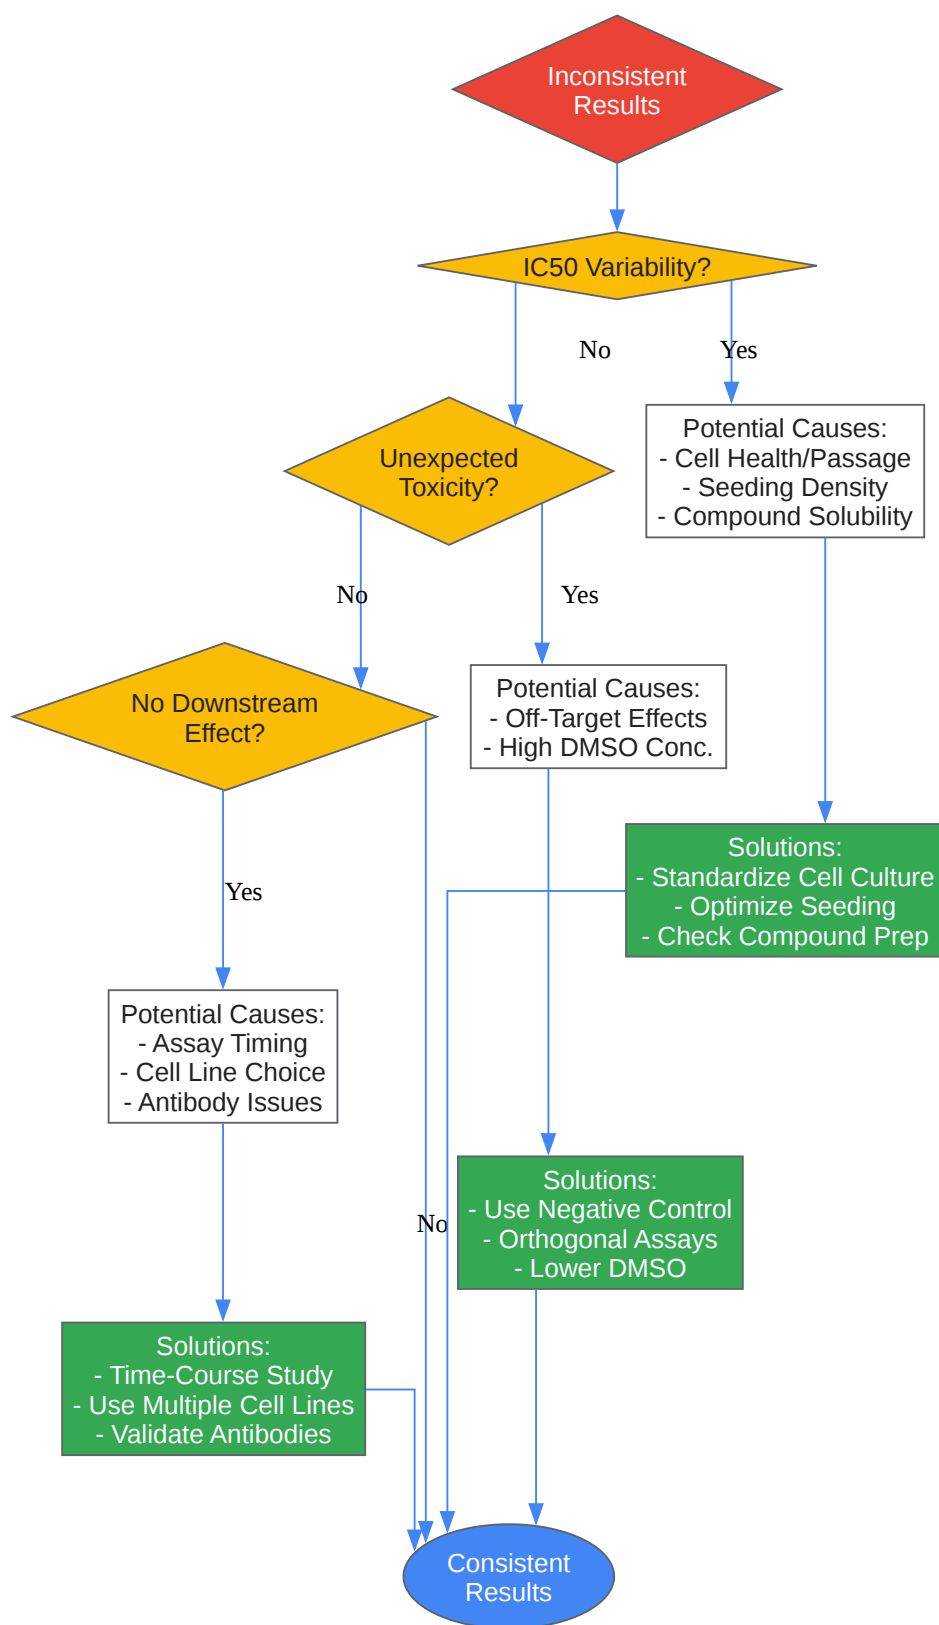 Inconsistent
Results
IC50 Variability?
No
Yes
Unexpected
Toxicity?
Potential Causes:
- Cell Health/Passage
- Seeding Density
- Compound Solubility
No
Yes
No Downstream
Effect?
Potential Causes:
- Off-Target Effects
- High DMSO Conc.
Solutions:
- Standardize Cell Culture
- Optimize Seeding
- Check Compound Prep
Yes
Potential Causes:
- Assay Timing
- Cell Line Choice
- Antibody Issues
Solutions:
- Use Negative Control
- Orthogonal Assays
- Lower DMSO
No
Solutions:
- Time-Course Study
- Use Multiple Cell Lines
- Validate Antibodies
Consistent
Results